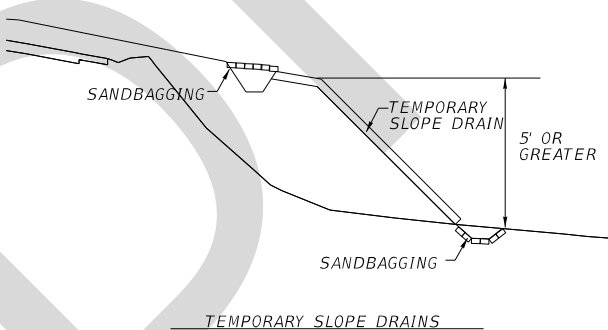 SANDBAGGING
TEMPORARY
SLOPE DRAIN
5' OR
GREATER
SANDBAGGING
TEMPORARY SLOPE DRAINS